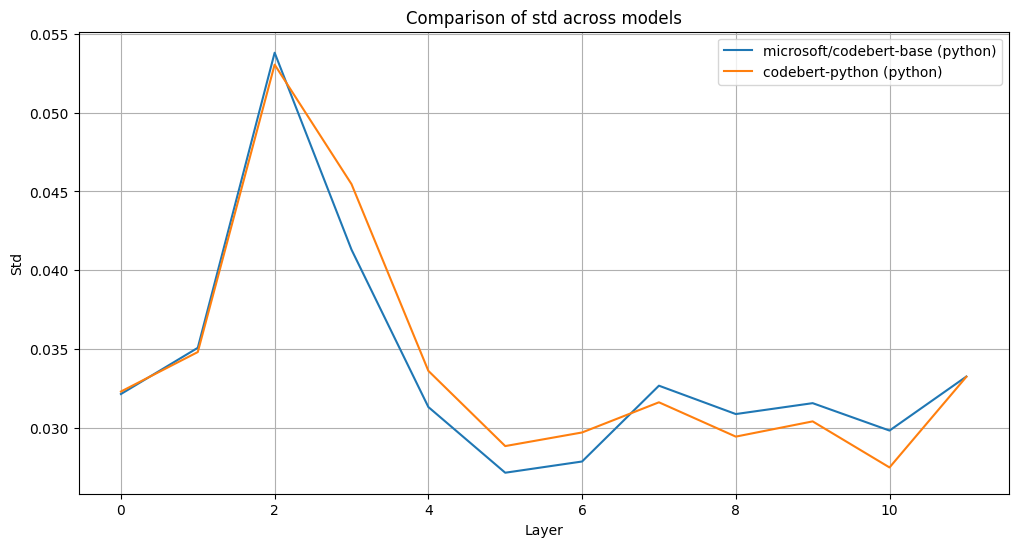 Comparison of std across models
microsoft/codebert-base (python)
codebert-python (python)
Std
0.055
0.050
0.045
0.040
0.035
0.030
0 2 4 6 8 10
Layer